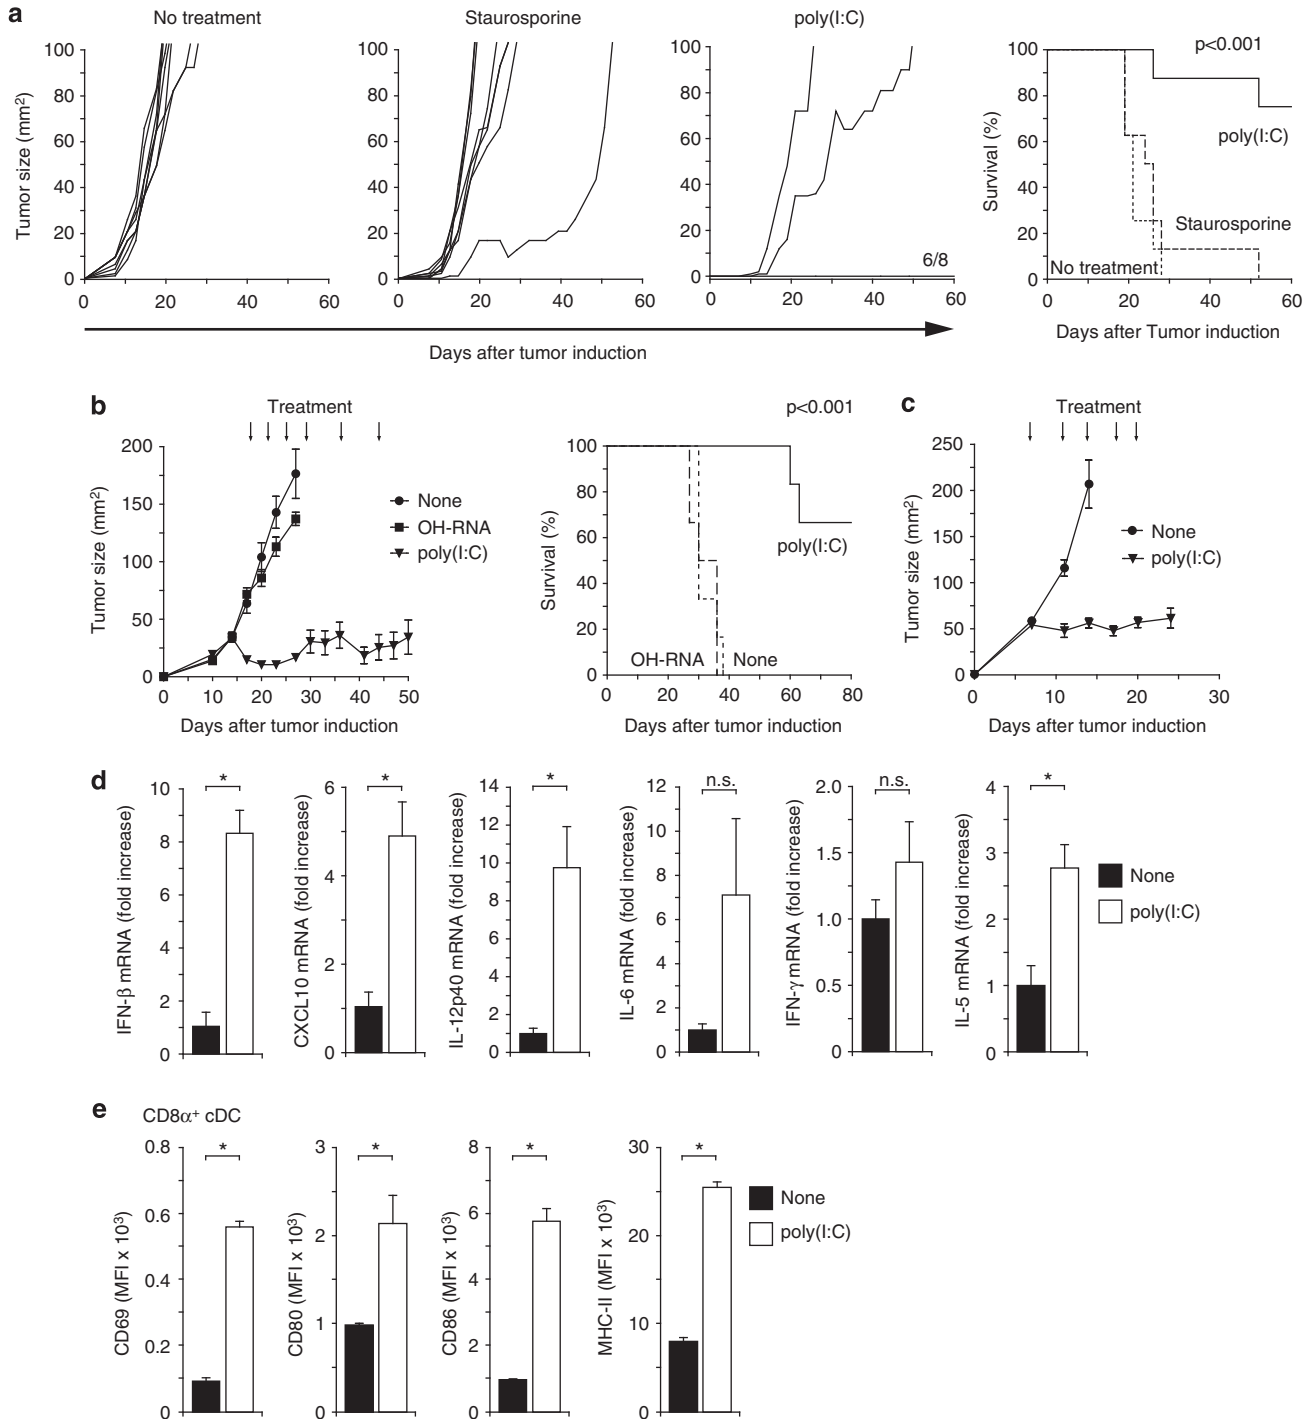 a
No treatment
Staurosporine
poly(I:C)
Tumor size (mm²)
100
80
60
40
20
0
0 20 40 60
100
80
60
40
20
0
0 20 40 60
100
80
60
40
20
0
0 20 40 60
6/8
Days after tumor induction
p<0.001
Survival (%)
100
80
60
40
20
0
poly(I:C)
Staurosporine
No treatment
0 20 40 60
Days after Tumor induction
b
Treatment
Tumor size (mm²)
200
150
100
50
0
0 10 20 30 40 50
Days after tumor induction
None
OH-RNA
poly(I:C)
p<0.001
Survival (%)
100
80
60
40
20
0
poly(I:C)
OH-RNA
None
0 20 40 60 80
Days after tumor induction
c
Treatment
Tumor size (mm²)
250
200
150
100
50
0
0 10 20 30
Days after tumor induction
None
poly(I:C)
d
IFN-β mRNA (fold increase)
10
8
6
4
2
0
*
CXCL10 mRNA (fold increase)
6
4
2
0
*
IL-12p40 mRNA (fold increase)
14
12
10
8
6
4
2
0
*
IL-6 mRNA (fold increase)
12
10
8
6
4
2
0
n.s.
IFN-γ mRNA (fold increase)
2.0
1.5
1.0
0.5
0
n.s.
IL-5 mRNA (fold increase)
4
3
2
1
0
*
None
poly(I:C)
e
CD8α⁺ cDC
CD69 (MFI x 10³)
0.8
0.6
0.4
0.2
0
*
CD80 (MFI x 10³)
3
2
1
0
*
CD86 (MFI x 10³)
8
6
4
2
0
*
MHC-II (MFI x 10³)
30
20
10
0
*
None
poly(I:C)